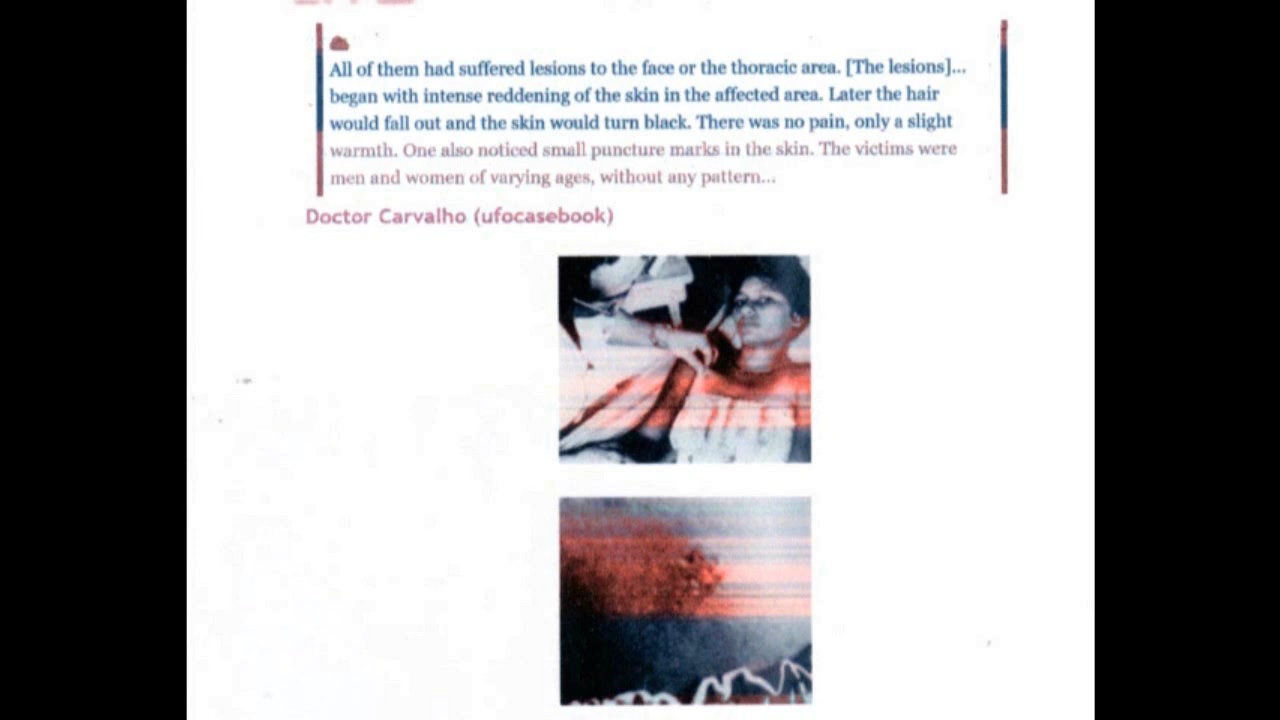 All of them had suffered lesions to the face or the thoracic area. [The lesions]...
began with intense reddening of the skin in the affected area. Later the hair
would fall out and the skin would turn black. There was no pain, only a slight
warmth. One also noticed small puncture marks in the skin. The victims were
men and women of varying ages, without any pattern...
Doctor Carvalho (ufocasebook)